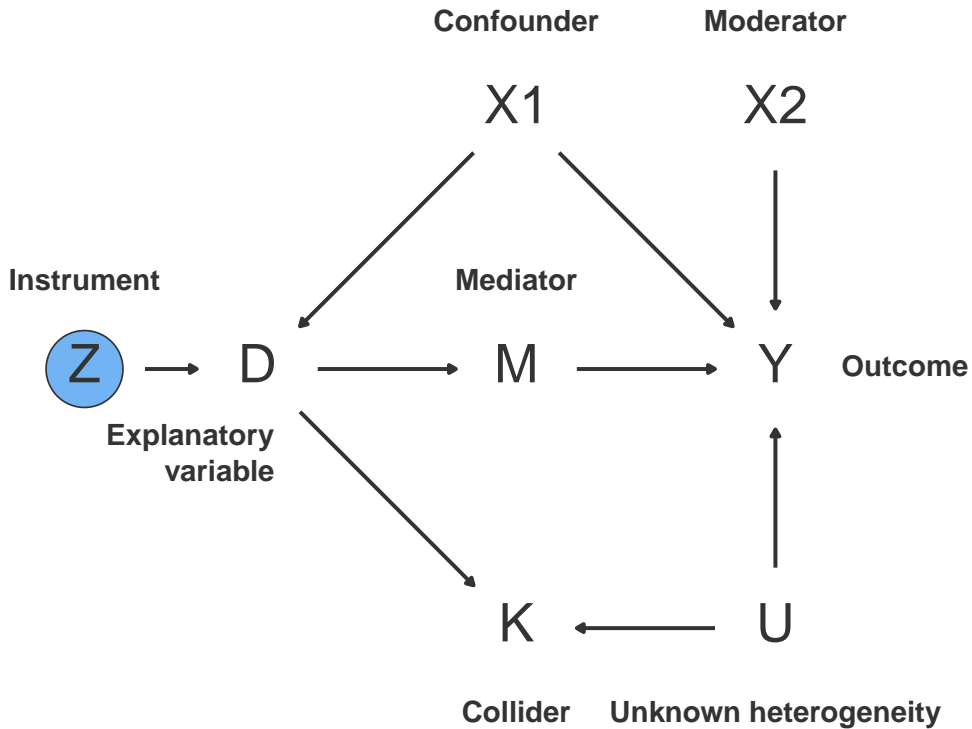 Confounder
Moderator
X1
X2
Instrument
Mediator
Z
D
M
Y
Outcome
Explanatory
variable
K
U
Collider
Unknown heterogeneity